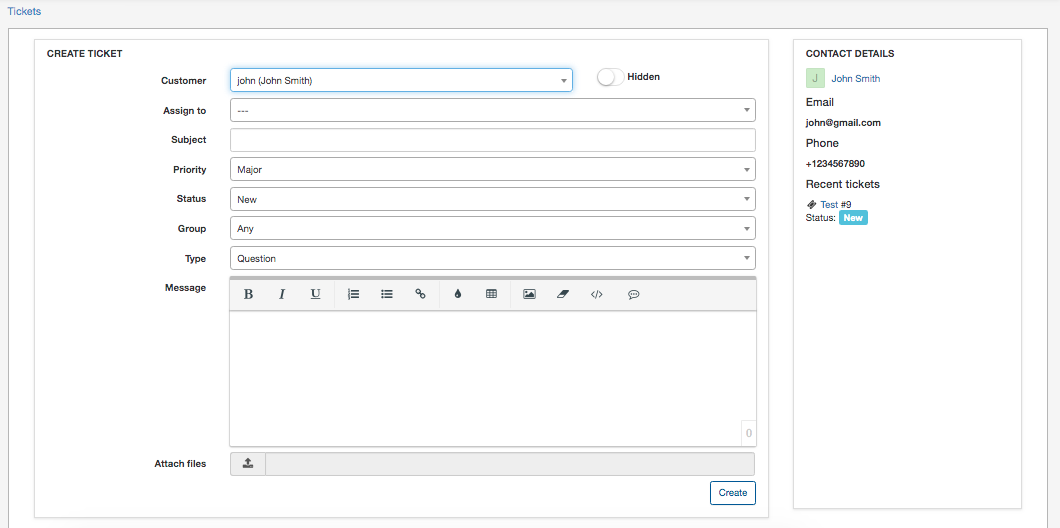 Tickets
CREATE TICKET
Customer
john (John Smith)
Hidden
Assign to
---
Subject
Priority
Major
Status
New
Group
Any
Type
Question
Message
B I U
0
Attach files
Create
CONTACT DETAILS
J John Smith
Email
john@gmail.com
Phone
+1234567890
Recent tickets
Test #9
Status: New